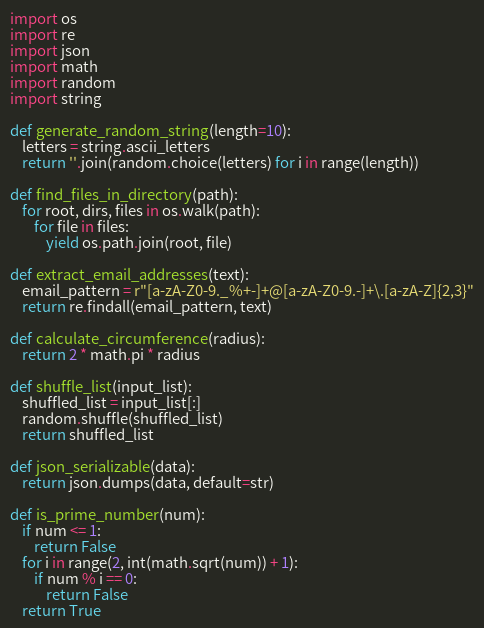 import os
import re
import json
import math
import random
import string

def generate_random_string(length=10):
    letters = string.ascii_letters
    return ''.join(random.choice(letters) for i in range(length))

def find_files_in_directory(path):
    for root, dirs, files in os.walk(path):
        for file in files:
            yield os.path.join(root, file)

def extract_email_addresses(text):
    email_pattern = r"[a-zA-Z0-9._%+-]+@[a-zA-Z0-9.-]+\.[a-zA-Z]{2,3}"
    return re.findall(email_pattern, text)

def calculate_circumference(radius):
    return 2 * math.pi * radius

def shuffle_list(input_list):
    shuffled_list = input_list[:]
    random.shuffle(shuffled_list)
    return shuffled_list

def json_serializable(data):
    return json.dumps(data, default=str)

def is_prime_number(num):
    if num <= 1:
        return False
    for i in range(2, int(math.sqrt(num)) + 1):
        if num % i == 0:
            return False
    return True